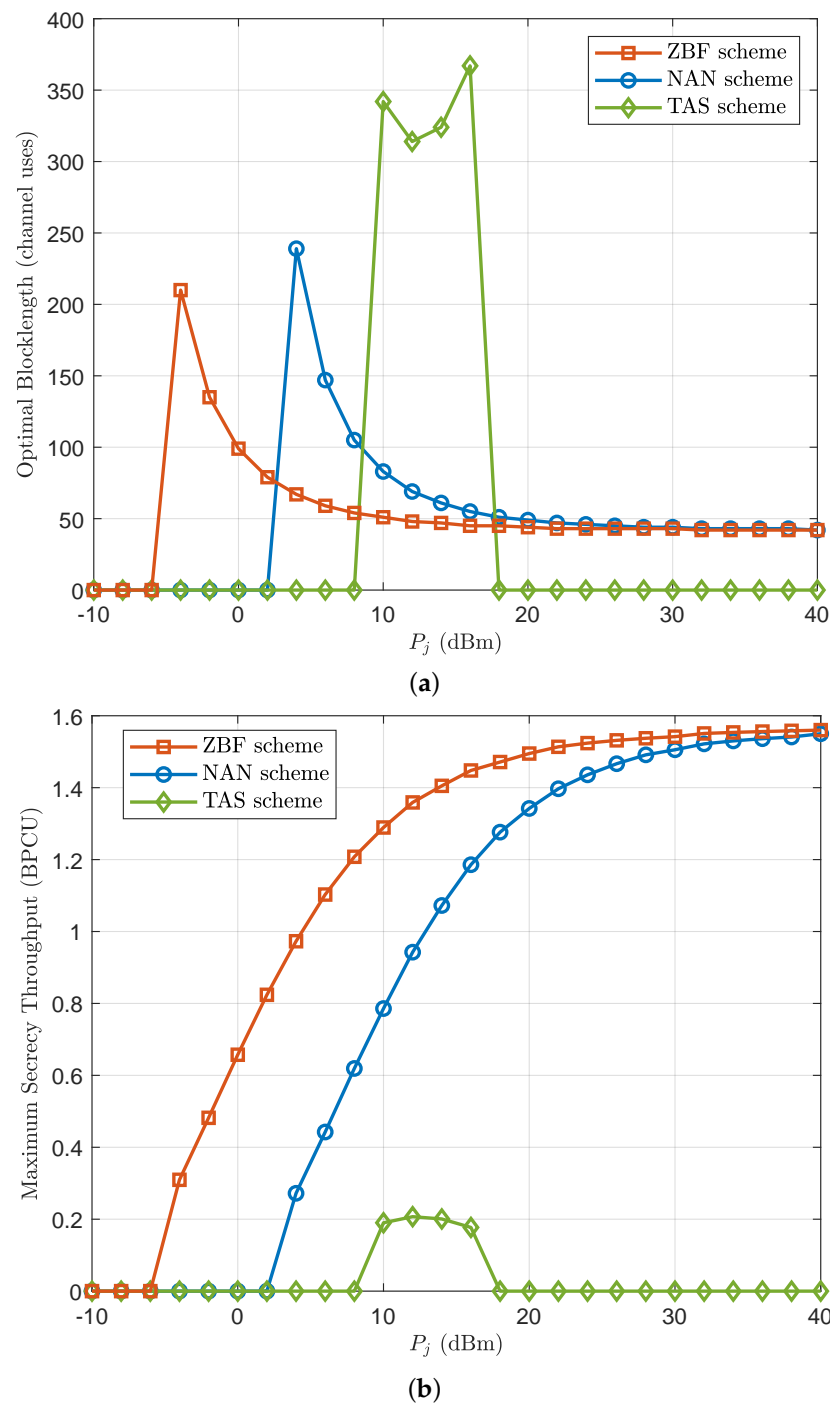 400
350
300
250
200
150
100
50
0
Optimal Blocklength (channel uses)
ZBF scheme
NAN scheme
TAS scheme
-10 0 10 20 30 40
P_j (dBm)
(a)
1.6
1.4
1.2
1
0.8
0.6
0.4
0.2
0
Maximum Secrecy Throughput (BPCU)
ZBF scheme
NAN scheme
TAS scheme
-10 0 10 20 30 40
P_j (dBm)
(b)